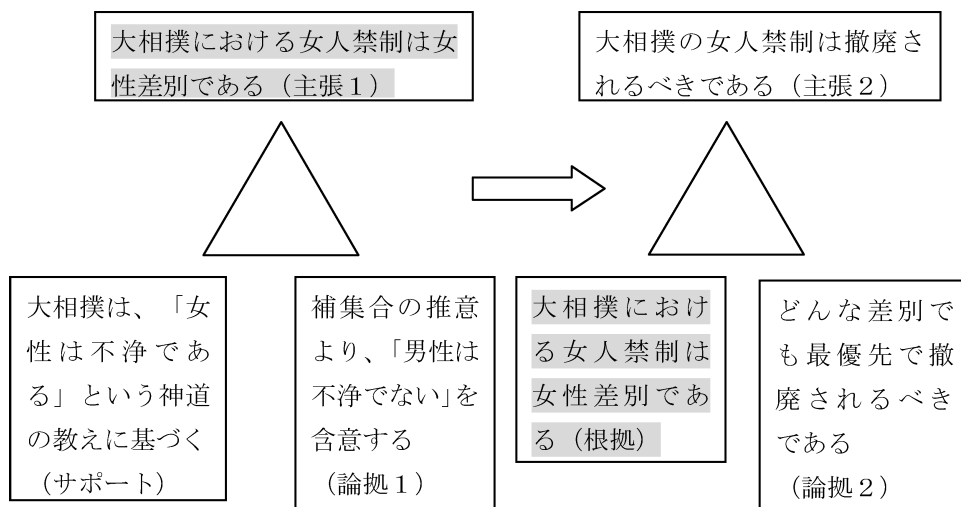 大相撲における女人禁制は女
性差別である（主張１）
大相撲の女人禁制は撤廃さ
れるべきである（主張２）
大相撲は、「女
性は不浄であ
る」という神道
の教えに基づく
（サポート）
補集合の推意
より、「男性は
不浄でない」を
含意する
（論拠１）
大相撲におけ
る女人禁制は
女性差別であ
る（根拠）
どんな差別で
も最優先で撤
廃されるべき
である
（論拠２）